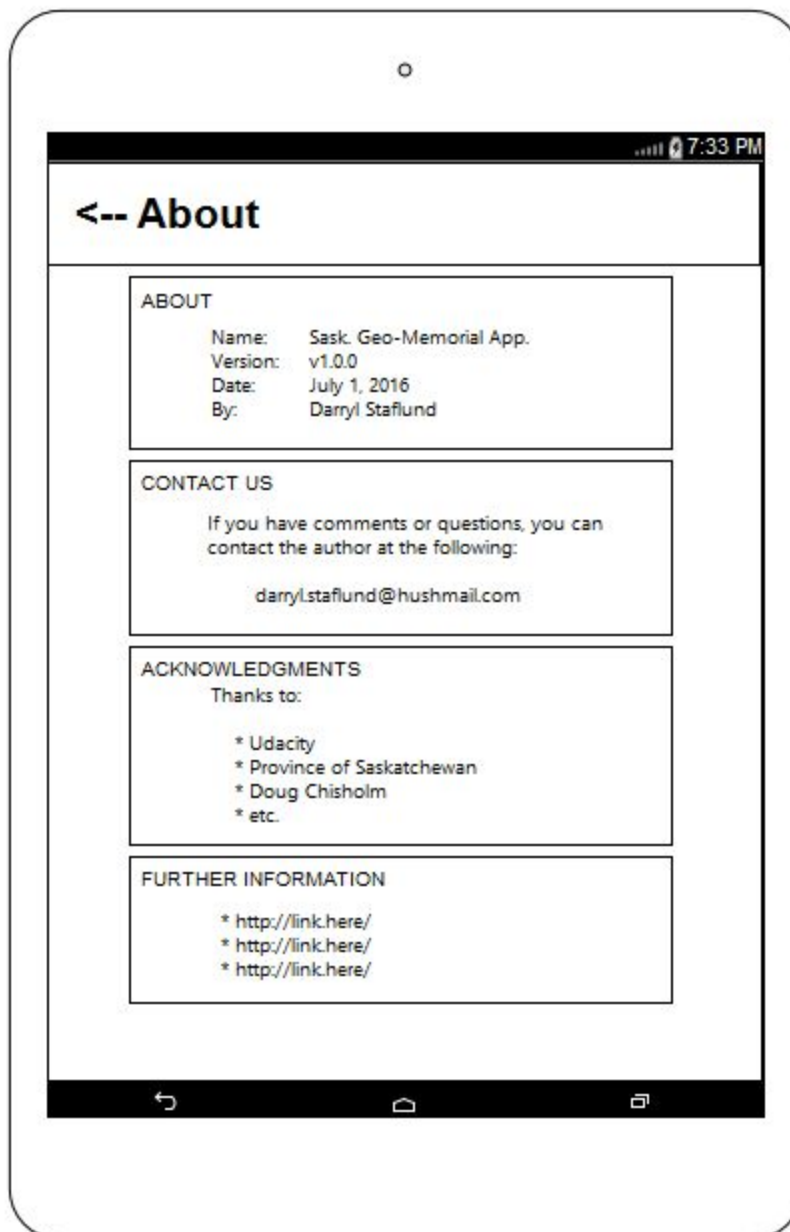 7:33 PM
<-- About
ABOUT
Name: Sask. Geo-Memorial App.
Version: v1.0.0
Date: July 1, 2016
By: Darryl Staflund
CONTACT US
If you have comments or questions, you can
contact the author at the following:
darryl.staflund@hushmail.com
ACKNOWLEDGMENTS
Thanks to:
* Udacity
* Province of Saskatchewan
* Doug Chisholm
* etc.
FURTHER INFORMATION
* http://link.here/
* http://link.here/
* http://link.here/